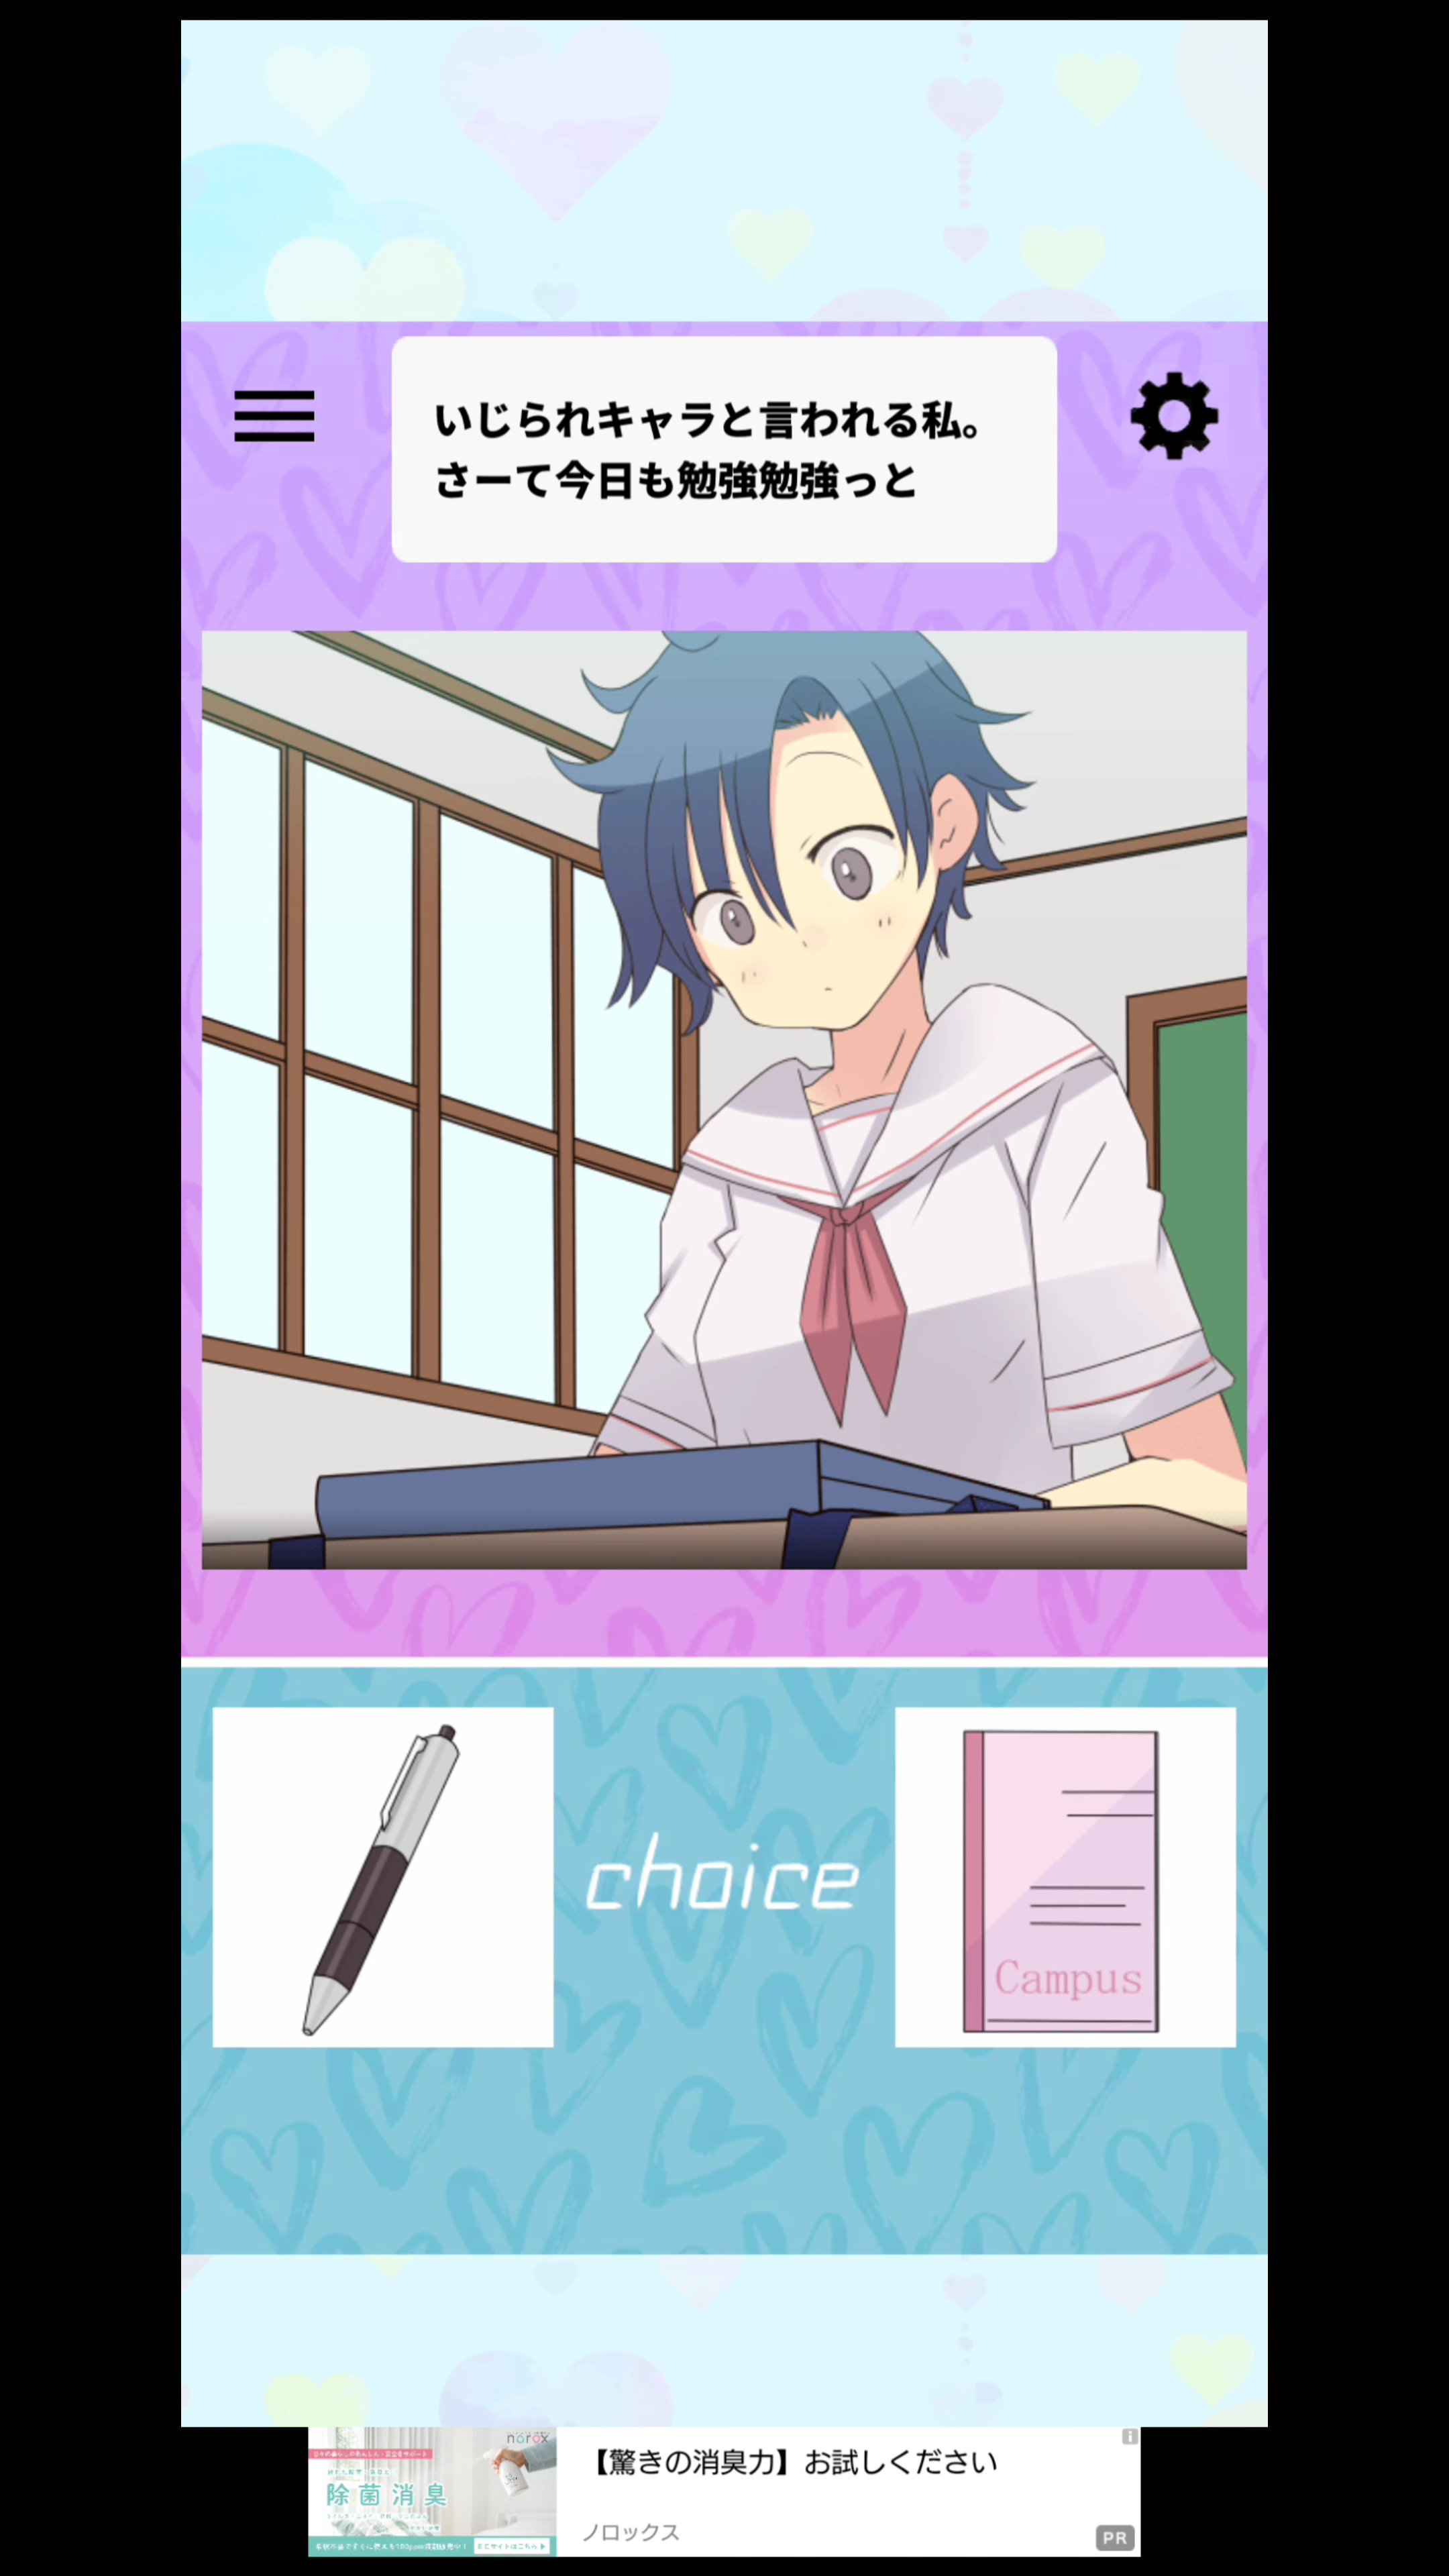 いじられキャラと言われる私。
さーて今日も勉強勉強っと
choice
Campus
norox
除菌消臭
【驚きの消臭力】お試しください
ノロックス
PR